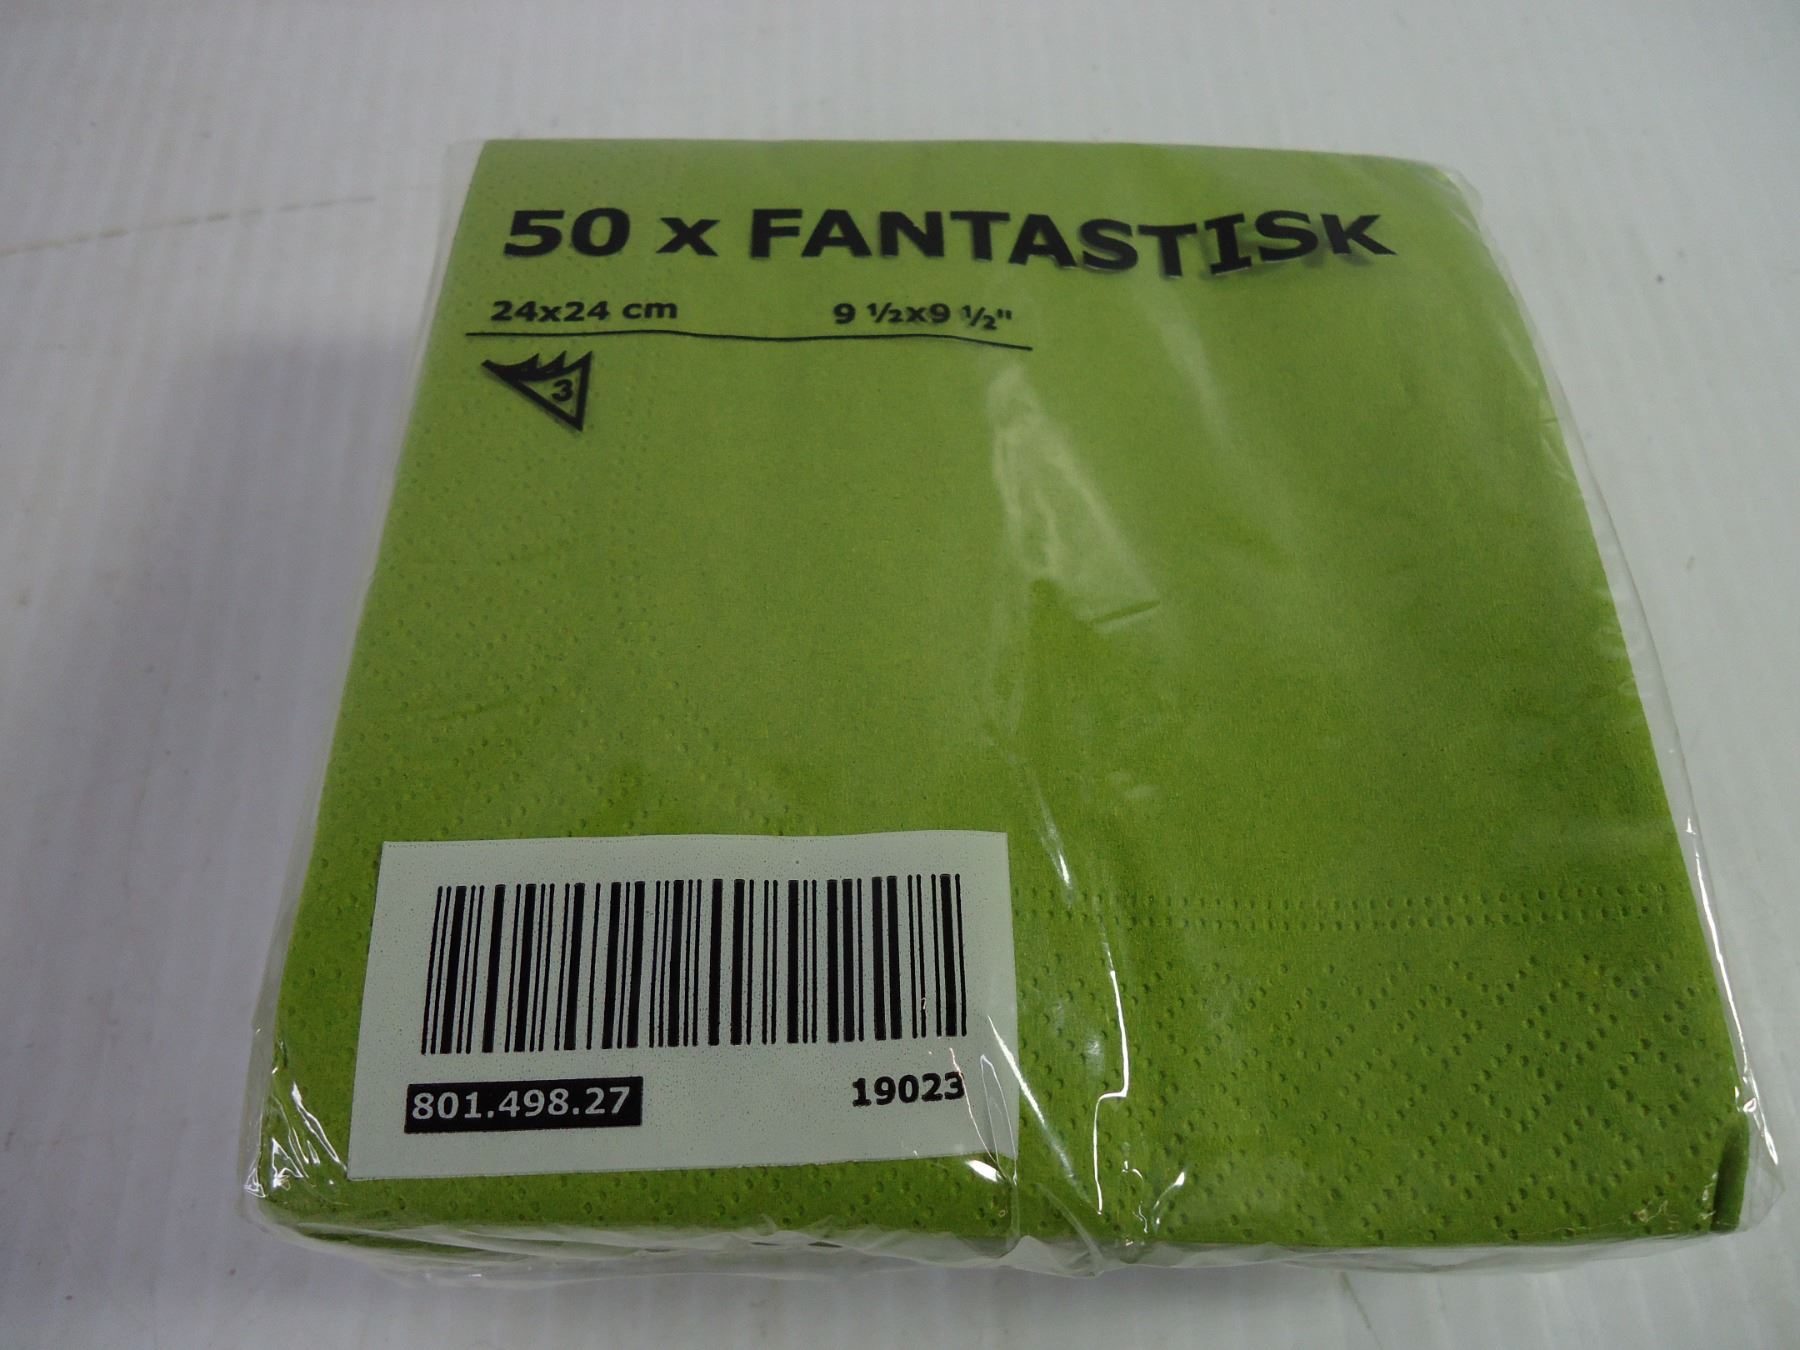 50 x FANTASTISK
24x24 cm 9 ½x9 ½"
3
801.498.27 19023